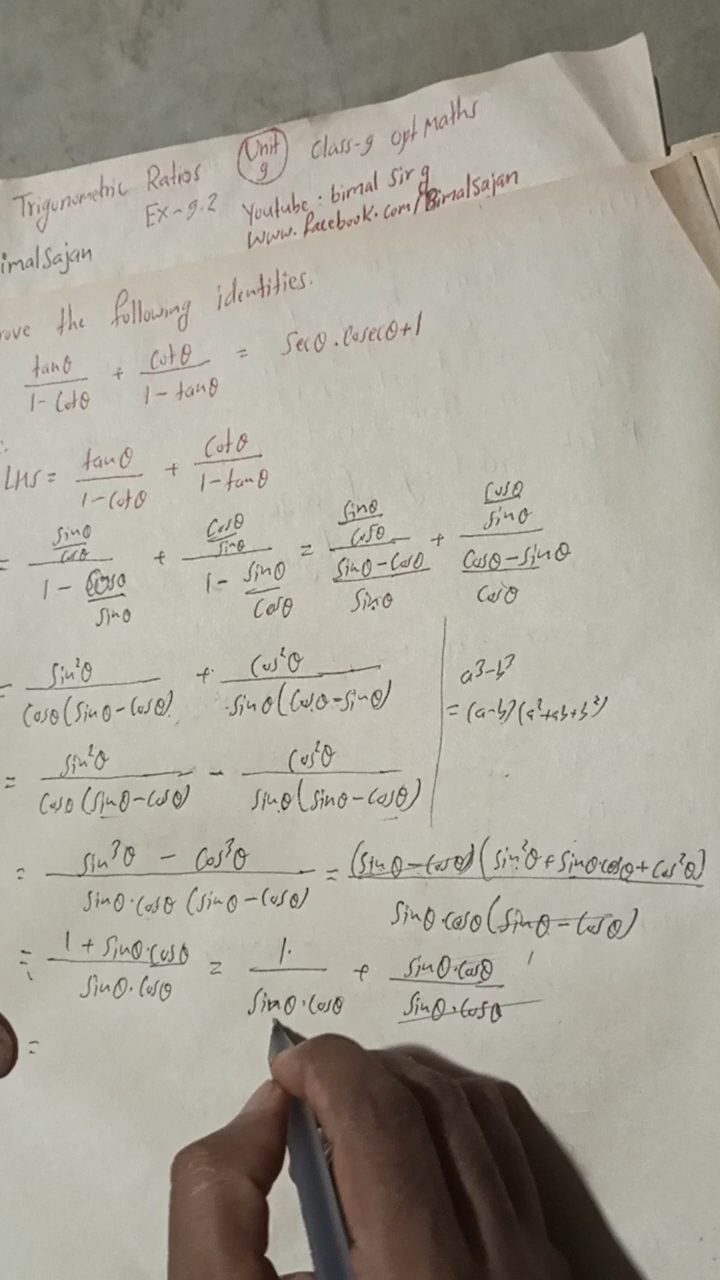 Trigonometric Ratios Unit 9 Class-9 Opt Maths
Ex-9.2 Youtube: bimal sir g
imalSajan www.facebook.com/BimalSajan
rove the following identities.
tanθ/(1-Cotθ) + Cotθ/(1-tanθ) = Secθ.Cosecθ+1
LHS = tanθ/(1-cotθ) + Cotθ/(1-tanθ)
= (Sinθ/Cosθ)/(1-Cosθ/Sinθ) + (Cosθ/Sinθ)/(1-Sinθ/Cosθ) = (Sinθ/Cosθ)/((Sinθ-Cosθ)/Sinθ) + (Cosθ/Sinθ)/((Cosθ-Sinθ)/Cosθ)
= Sin²θ/(Cosθ(Sinθ-Cosθ)) + Cos²θ/(Sinθ(Cosθ-Sinθ))
a³-b³
= (a-b)(a²+ab+b²)
= Sin²θ/(Cosθ(Sinθ-Cosθ)) - Cos²θ/(Sinθ(Sinθ-Cosθ))
= (Sin³θ - Cos³θ)/(Sinθ.Cosθ(Sinθ-Cosθ)) = (Sinθ-Cosθ)(Sin²θ+Sinθ.Cosθ+Cos²θ)/(Sinθ.Cosθ(Sinθ-Cosθ))
= (1+Sinθ.Cosθ)/(Sinθ.Cosθ) = 1/(Sinθ.Cosθ) + (Sinθ.Cosθ)/(Sinθ.Cosθ) 1
=